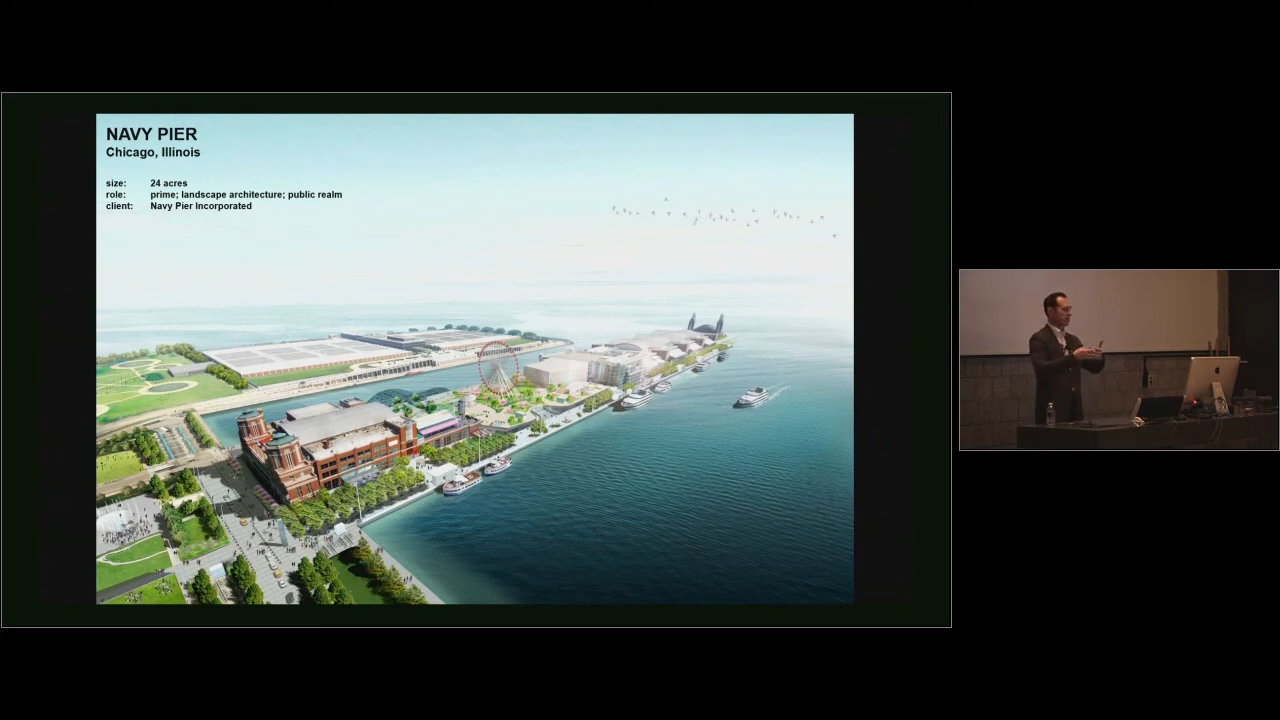 NAVY PIER
Chicago, Illinois
size: 24 acres
role: prime; landscape architecture; public realm
client: Navy Pier Incorporated